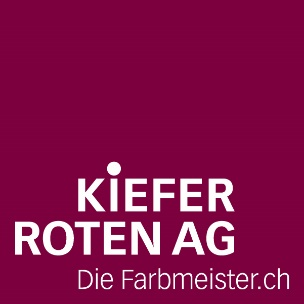 KIEFER
ROTEN AG
Die Farbmeister.ch